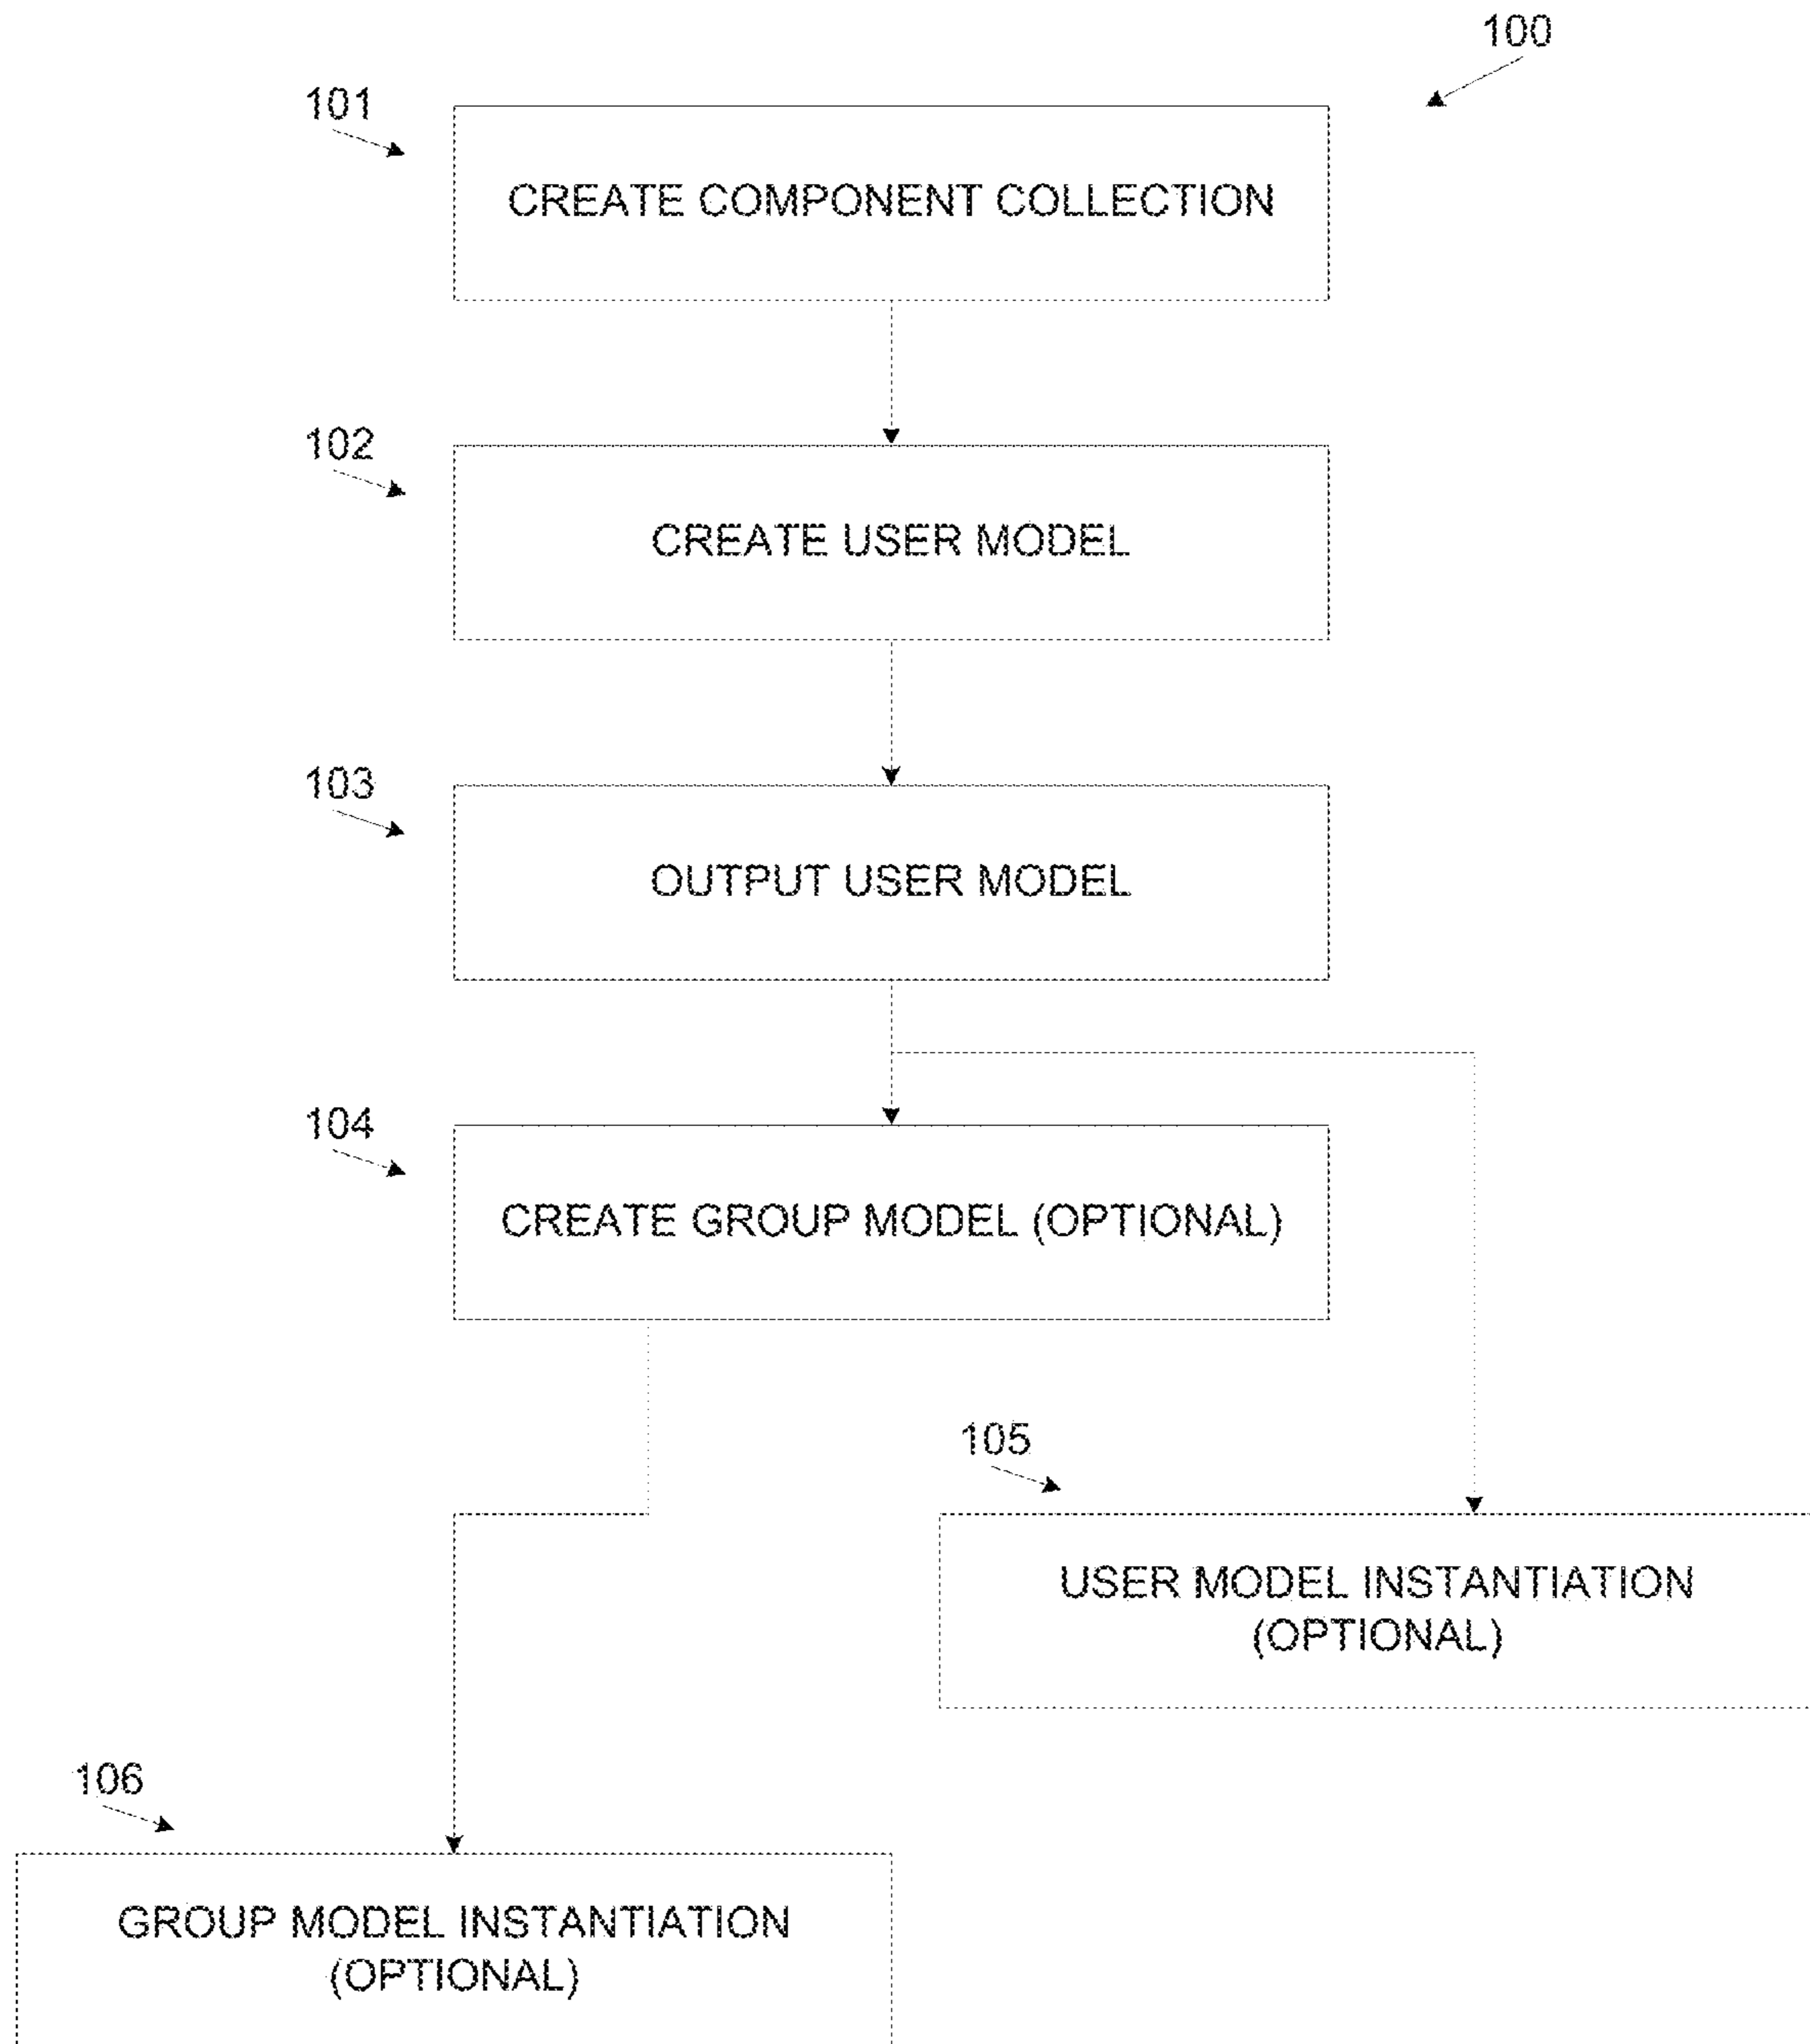 100
101
CREATE COMPONENT COLLECTION
102
CREATE USER MODEL
103
OUTPUT USER MODEL
104
CREATE GROUP MODEL (OPTIONAL)
105
USER MODEL INSTANTIATION
(OPTIONAL)
106
GROUP MODEL INSTANTIATION
(OPTIONAL)